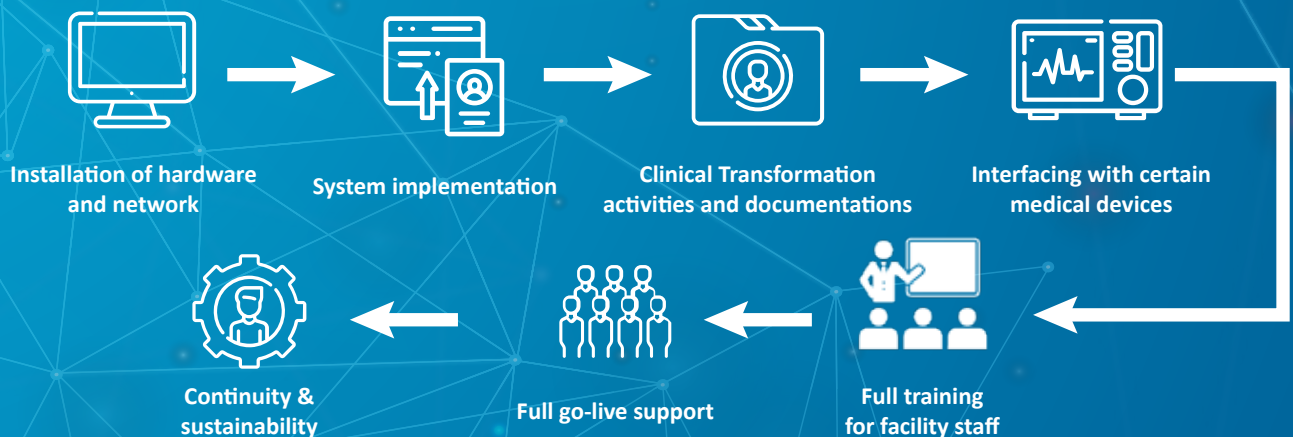 Installation of hardware
and network
System implementation
Clinical Transformation
activities and documentations
Interfacing with certain
medical devices
Full training
for facility staff
Full go-live support
Continuity &
sustainability